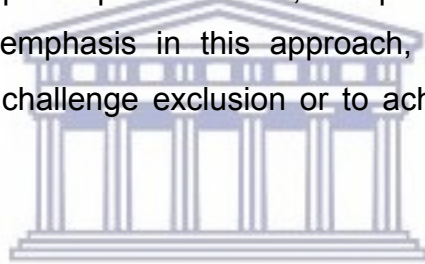 emphasis in this approach,
challenge exclusion or to ach